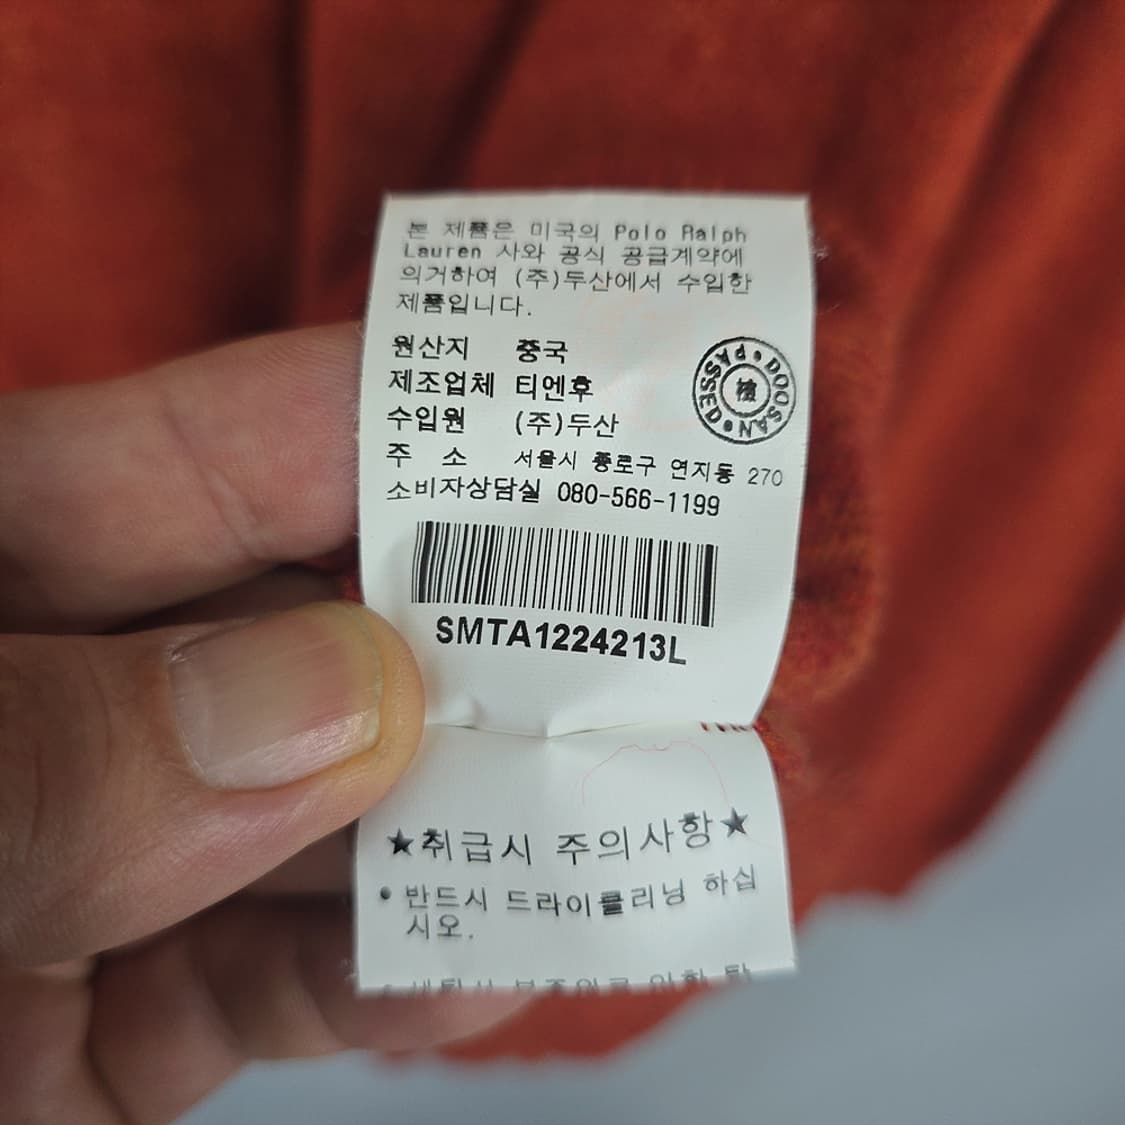 본 제품은 미국의 Polo Ralph
Lauren 사와 공식 공급계약에
의거하여 (주)두산에서 수입한
제품입니다.
원산지 중국
제조업체 티엔후
수입원 (주)두산
주 소 서울시 종로구 연지동 270
소비자상담실 080-566-1199
DOOSAN PASSED
檢
SMTA1224213L
★취급시 주의사항★
• 반드시 드라이클리닝 하십
시오.